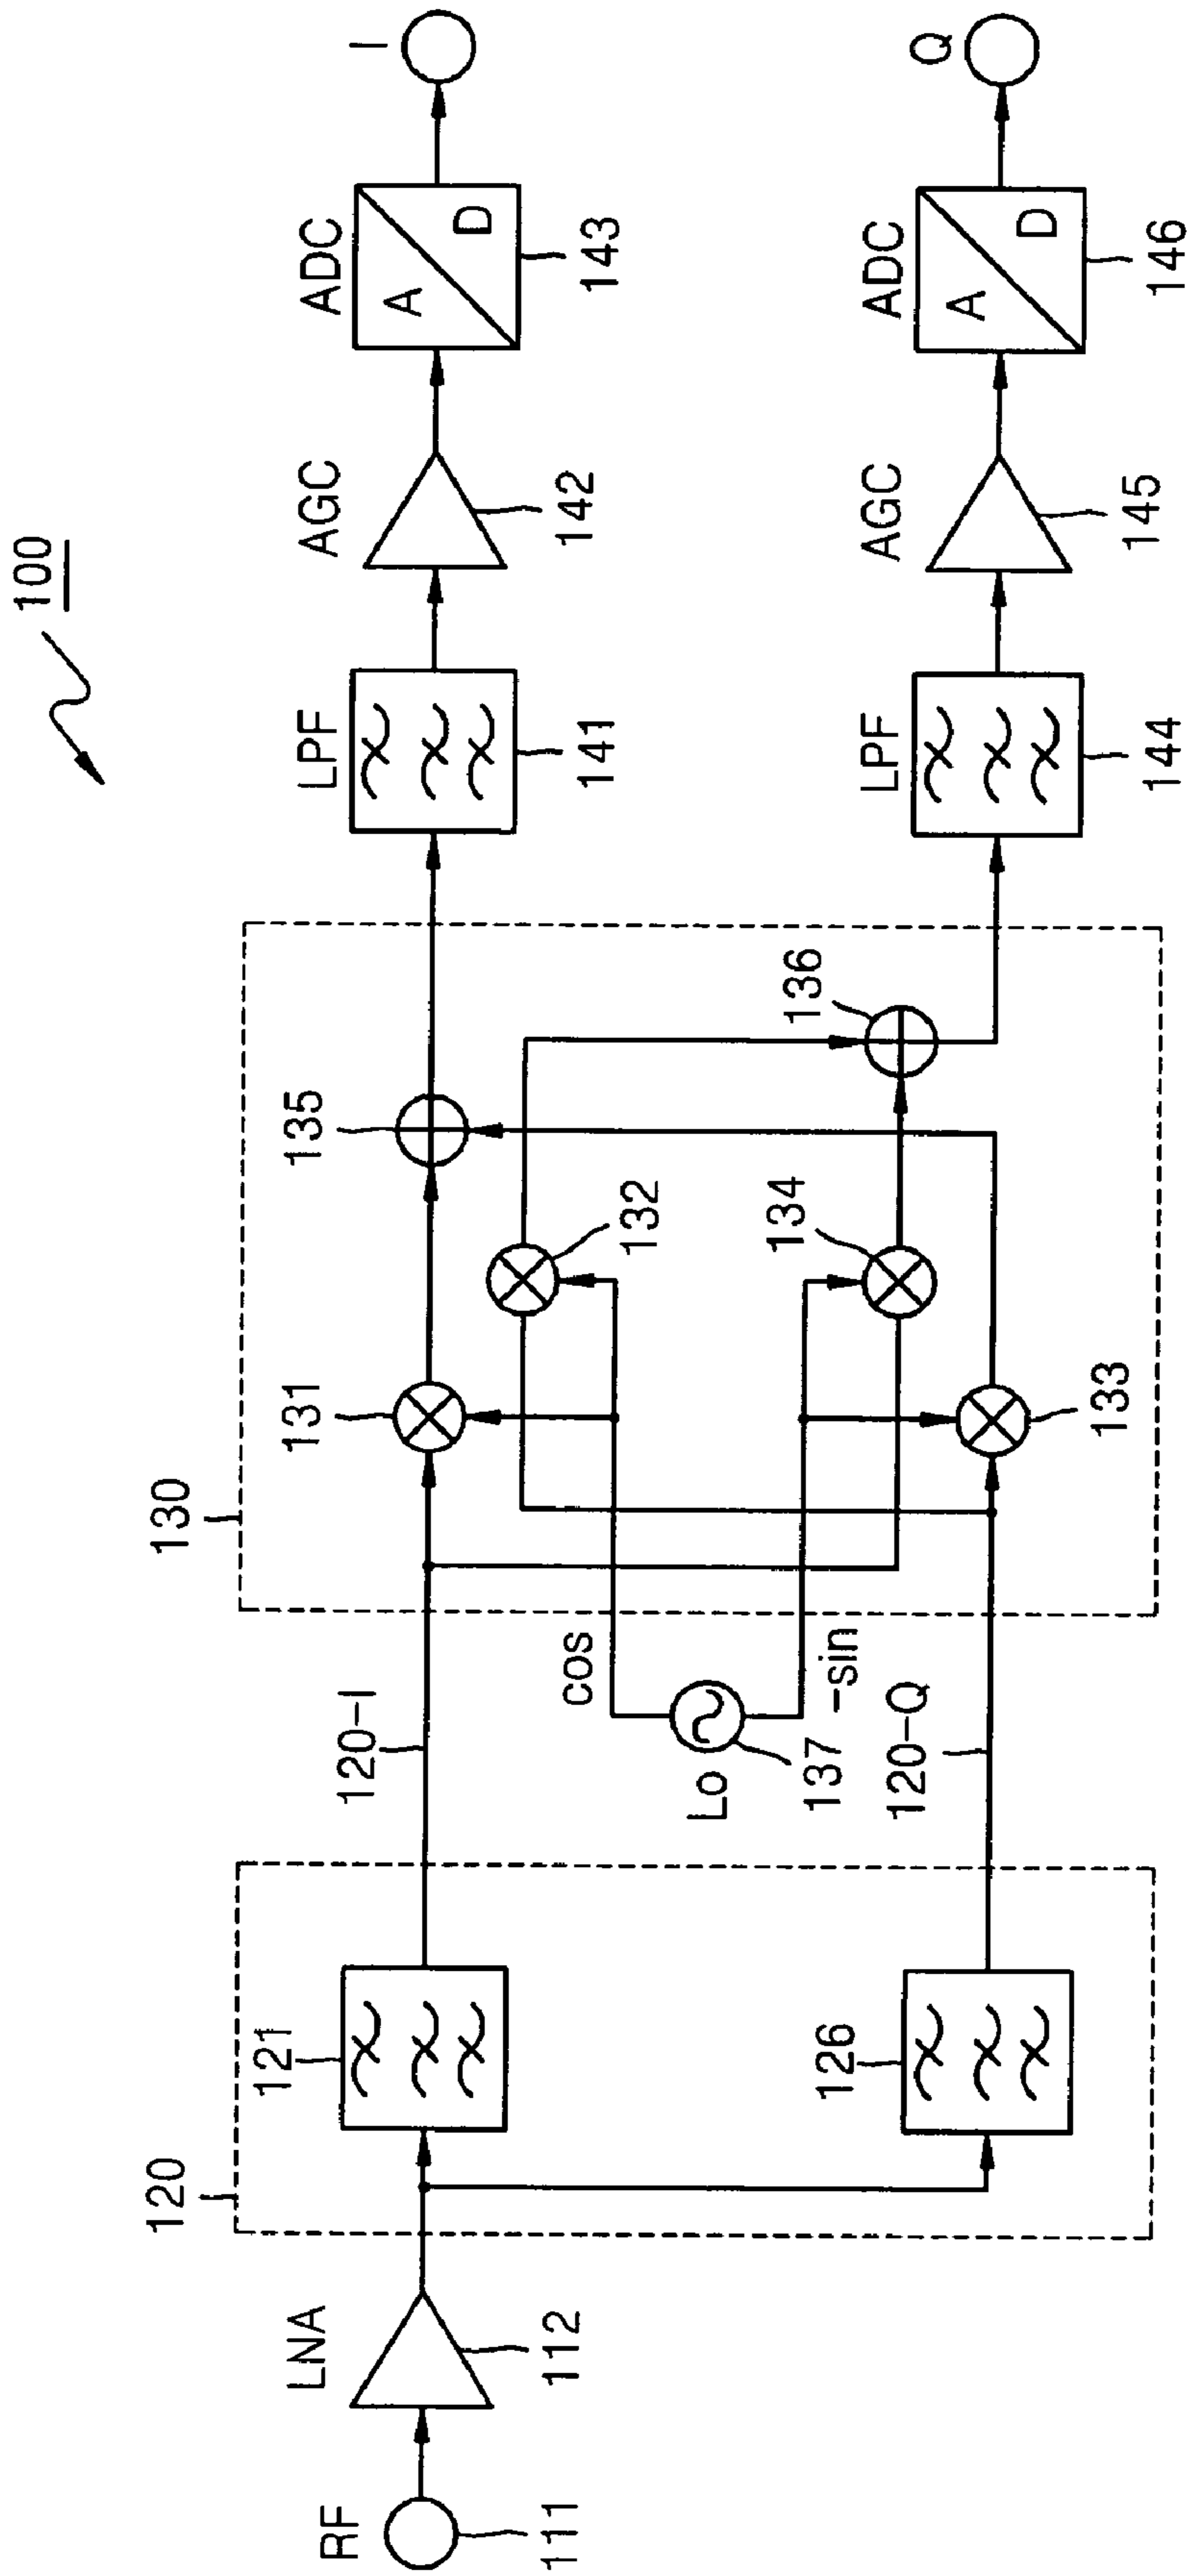 100
RF
111
LNA
112
120
121
126
120-I
120-Q
Lo
137
cos
-sin
130
131
132
133
134
135
136
LPF
141
AGC
142
ADC
A
D
143
I
LPF
144
AGC
145
ADC
A
D
146
Q